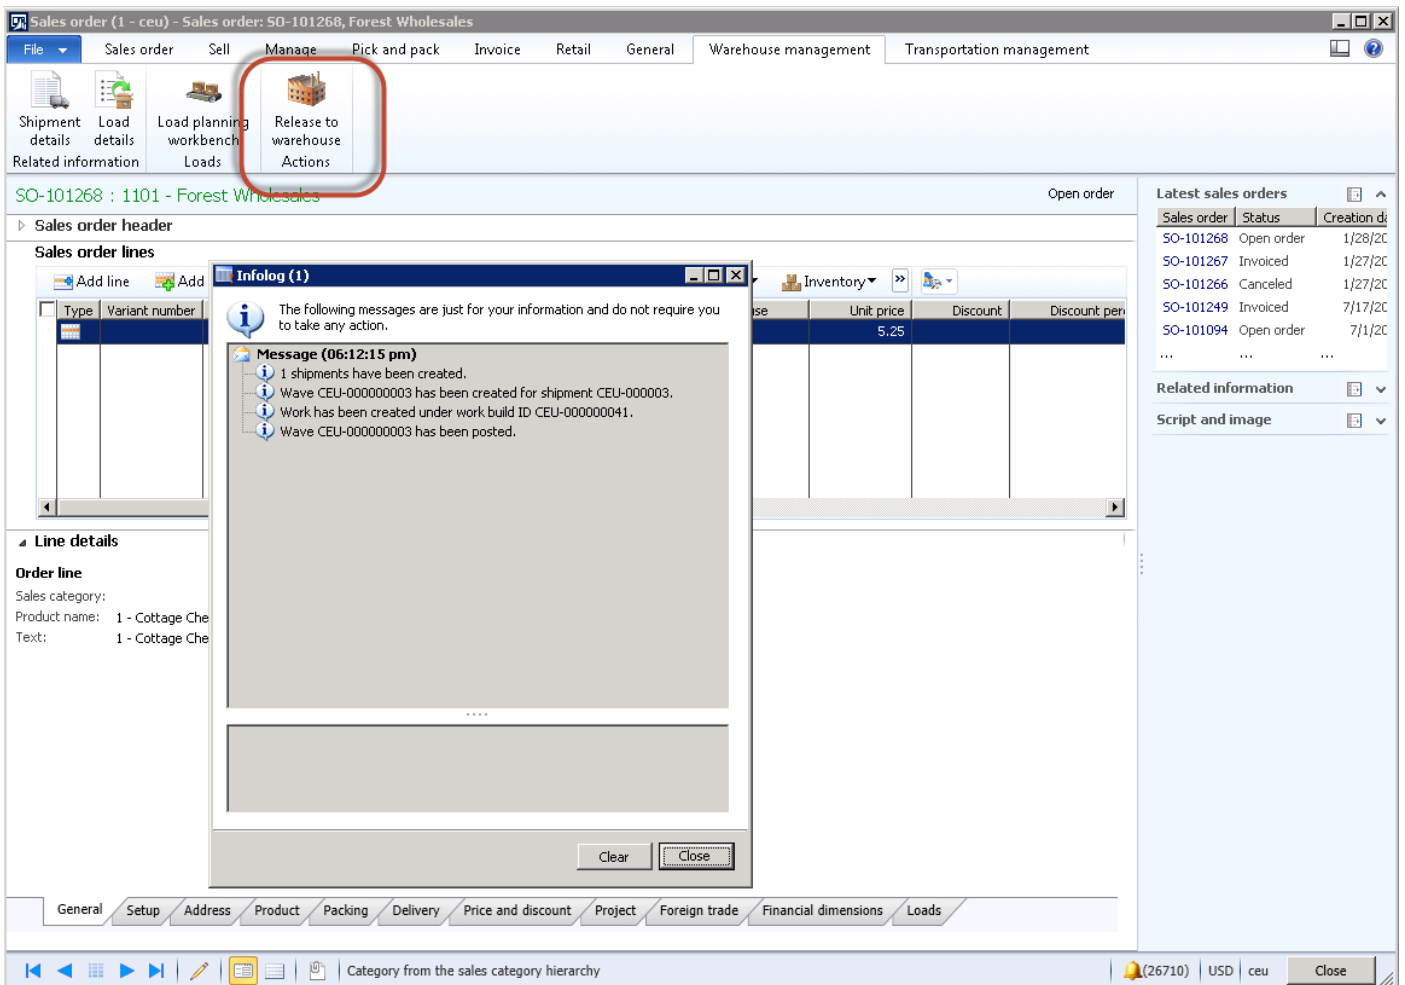 Sales order (1 - ceu) - Sales order: SO-101268, Forest Wholesales
File Sales order Sell Manage Pick and pack Invoice Retail General Warehouse management Transportation management
Shipment details
Load details
Load planning workbench
Release to warehouse
Related information Loads Actions
SO-101268 : 1101 - Forest Wholesales
Open order
Sales order header
Sales order lines
Add line Add Inventory
Type Variant number Unit price Discount Discount per
5.25
Infolog (1)
The following messages are just for your information and do not require you
to take any action.
Message (06:12:15 pm)
1 shipments have been created.
Wave CEU-000000003 has been created for shipment CEU-000003.
Work has been created under work build ID CEU-000000041.
Wave CEU-000000003 has been posted.
Clear Close
Latest sales orders
Sales order Status Creation da
SO-101268 Open order 1/28/20
SO-101267 Invoiced 1/27/20
SO-101266 Canceled 1/27/20
SO-101249 Invoiced 7/17/20
SO-101094 Open order 7/1/20
... ... ...
Related information
Script and image
Line details
Order line
Sales category:
Product name: 1 - Cottage Che
Text: 1 - Cottage Che
General Setup Address Product Packing Delivery Price and discount Project Foreign trade Financial dimensions Loads
Category from the sales category hierarchy
(26710) USD ceu Close